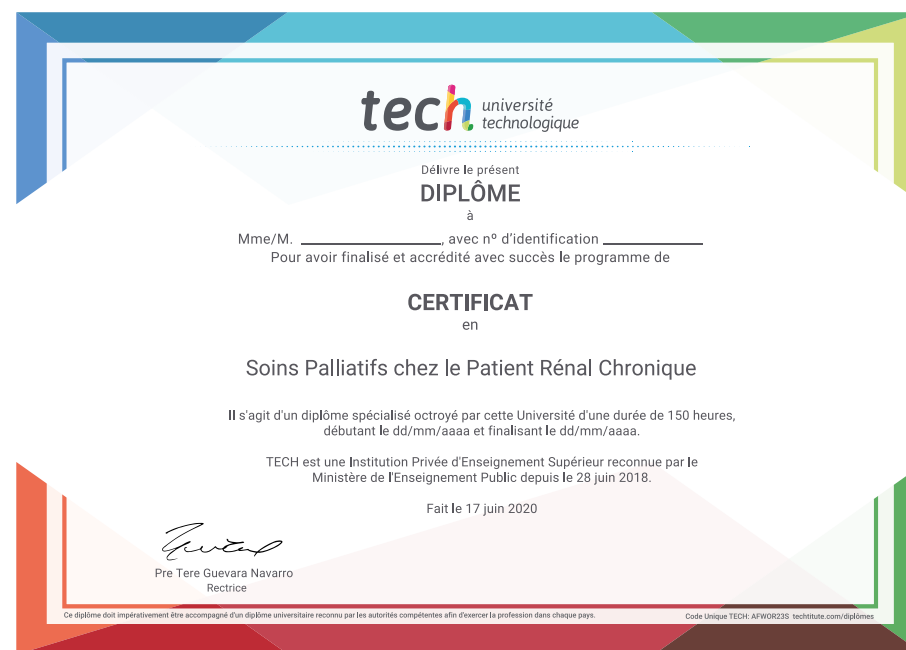 tech université
technologique
Délivre le présent
DIPLÔME
à
Mme/M. ____________________, avec nº d'identification ______________
Pour avoir finalisé et accrédité avec succès le programme de
CERTIFICAT
en
Soins Palliatifs chez le Patient Rénal Chronique
Il s'agit d'un diplôme spécialisé octroyé par cette Université d'une durée de 150 heures,
débutant le dd/mm/aaaa et finalisant le dd/mm/aaaa.
TECH est une Institution Privée d'Enseignement Supérieur reconnue par le
Ministère de l'Enseignement Public depuis le 28 juin 2018.
Fait le 17 juin 2020
Pre Tere Guevara Navarro
Rectrice
Ce diplôme doit impérativement être accompagné d'un diplôme universitaire reconnu par les autorités compétentes afin d'exercer la profession dans chaque pays.
Code Unique TECH: AFWOR23S techtitute.com/diplômes